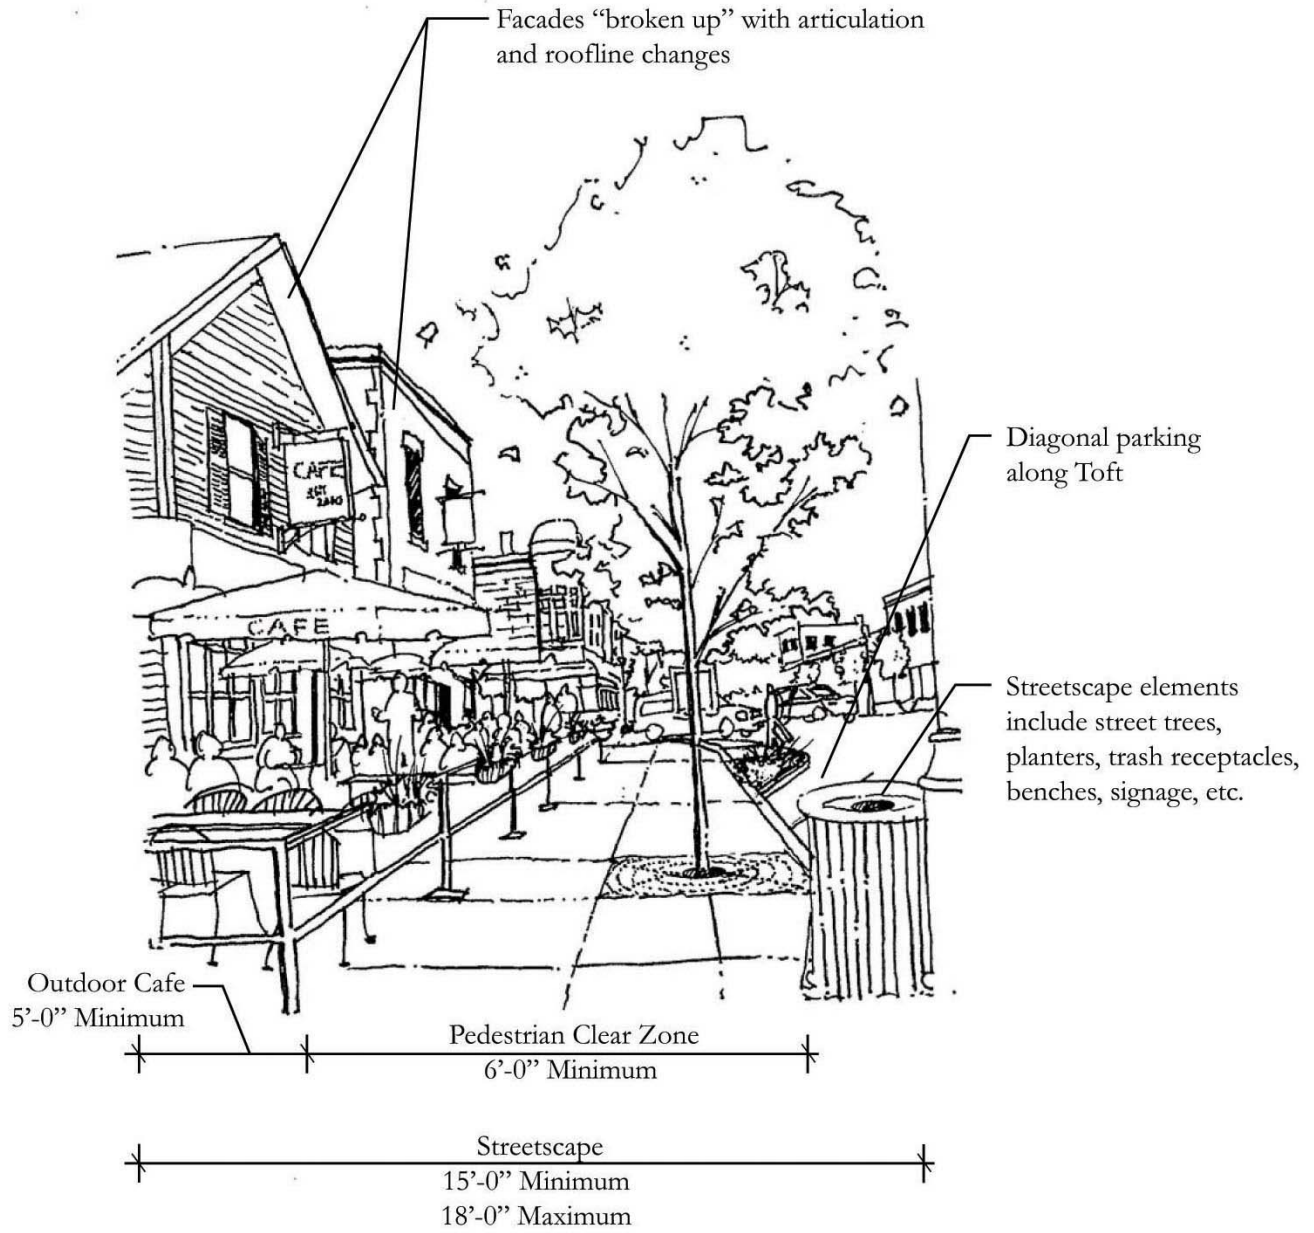 Facades “broken up” with articulation
and roofline changes
CAFE
CAFE
Diagonal parking
along Toft
Streetscape elements
include street trees,
planters, trash receptacles,
benches, signage, etc.
Outdoor Cafe
5’-0” Minimum
Pedestrian Clear Zone
6’-0” Minimum
Streetscape
15’-0” Minimum
18’-0” Maximum